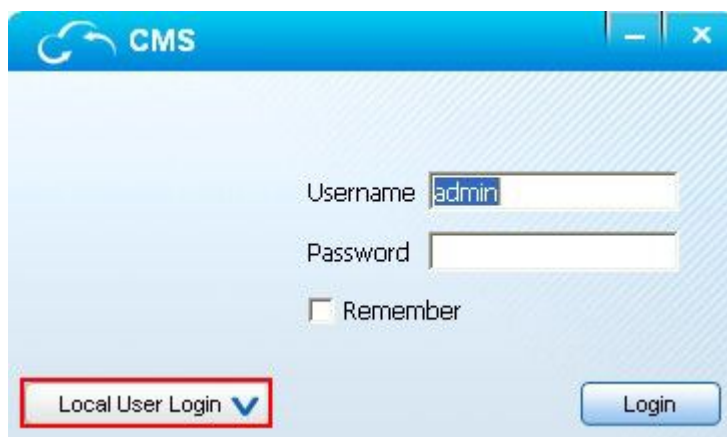 CMS
Username admin
Password
Remember
Local User Login
Login